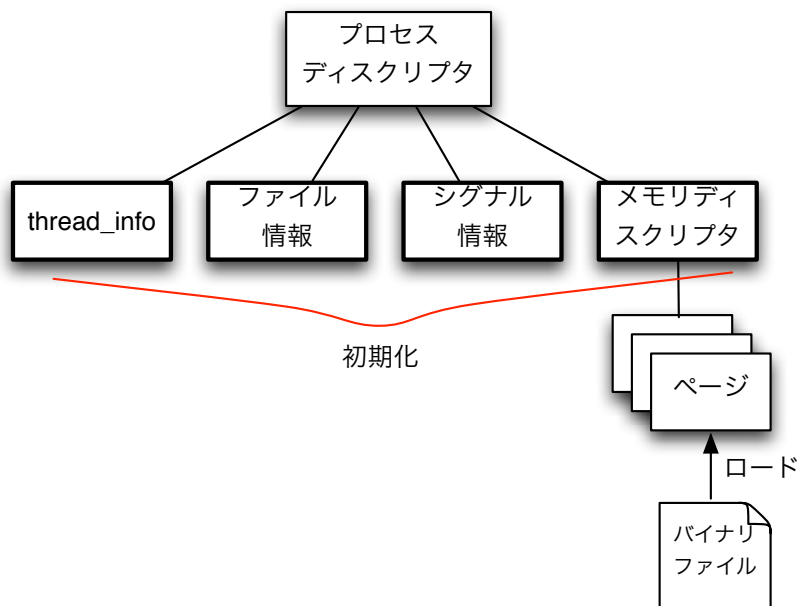 プロセス
ディスクリプタ
thread_info
ファイル
情報
シグナル
情報
メモリディ
スクリプタ
初期化
ページ
ロード
バイナリ
ファイル